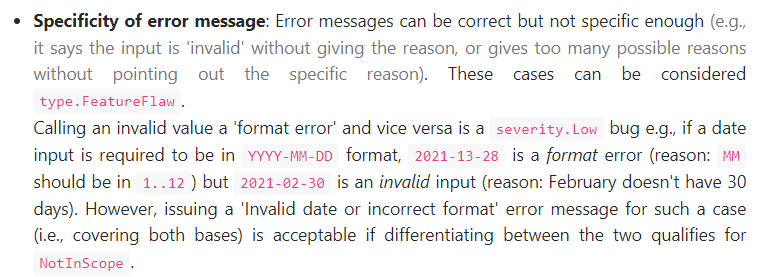 • Specificity of error message: Error messages can be correct but not specific enough (e.g.,
it says the input is 'invalid' without giving the reason, or gives too many possible reasons
without pointing out the specific reason). These cases can be considered
type.FeatureFlaw .
Calling an invalid value a 'format error' and vice versa is a severity.Low bug e.g., if a date
input is required to be in YYYY-MM-DD format, 2021-13-28 is a format error (reason: MM
should be in 1..12 ) but 2021-02-30 is an invalid input (reason: February doesn't have 30
days). However, issuing a 'Invalid date or incorrect format' error message for such a case
(i.e., covering both bases) is acceptable if differentiating between the two qualifies for
NotInScope .